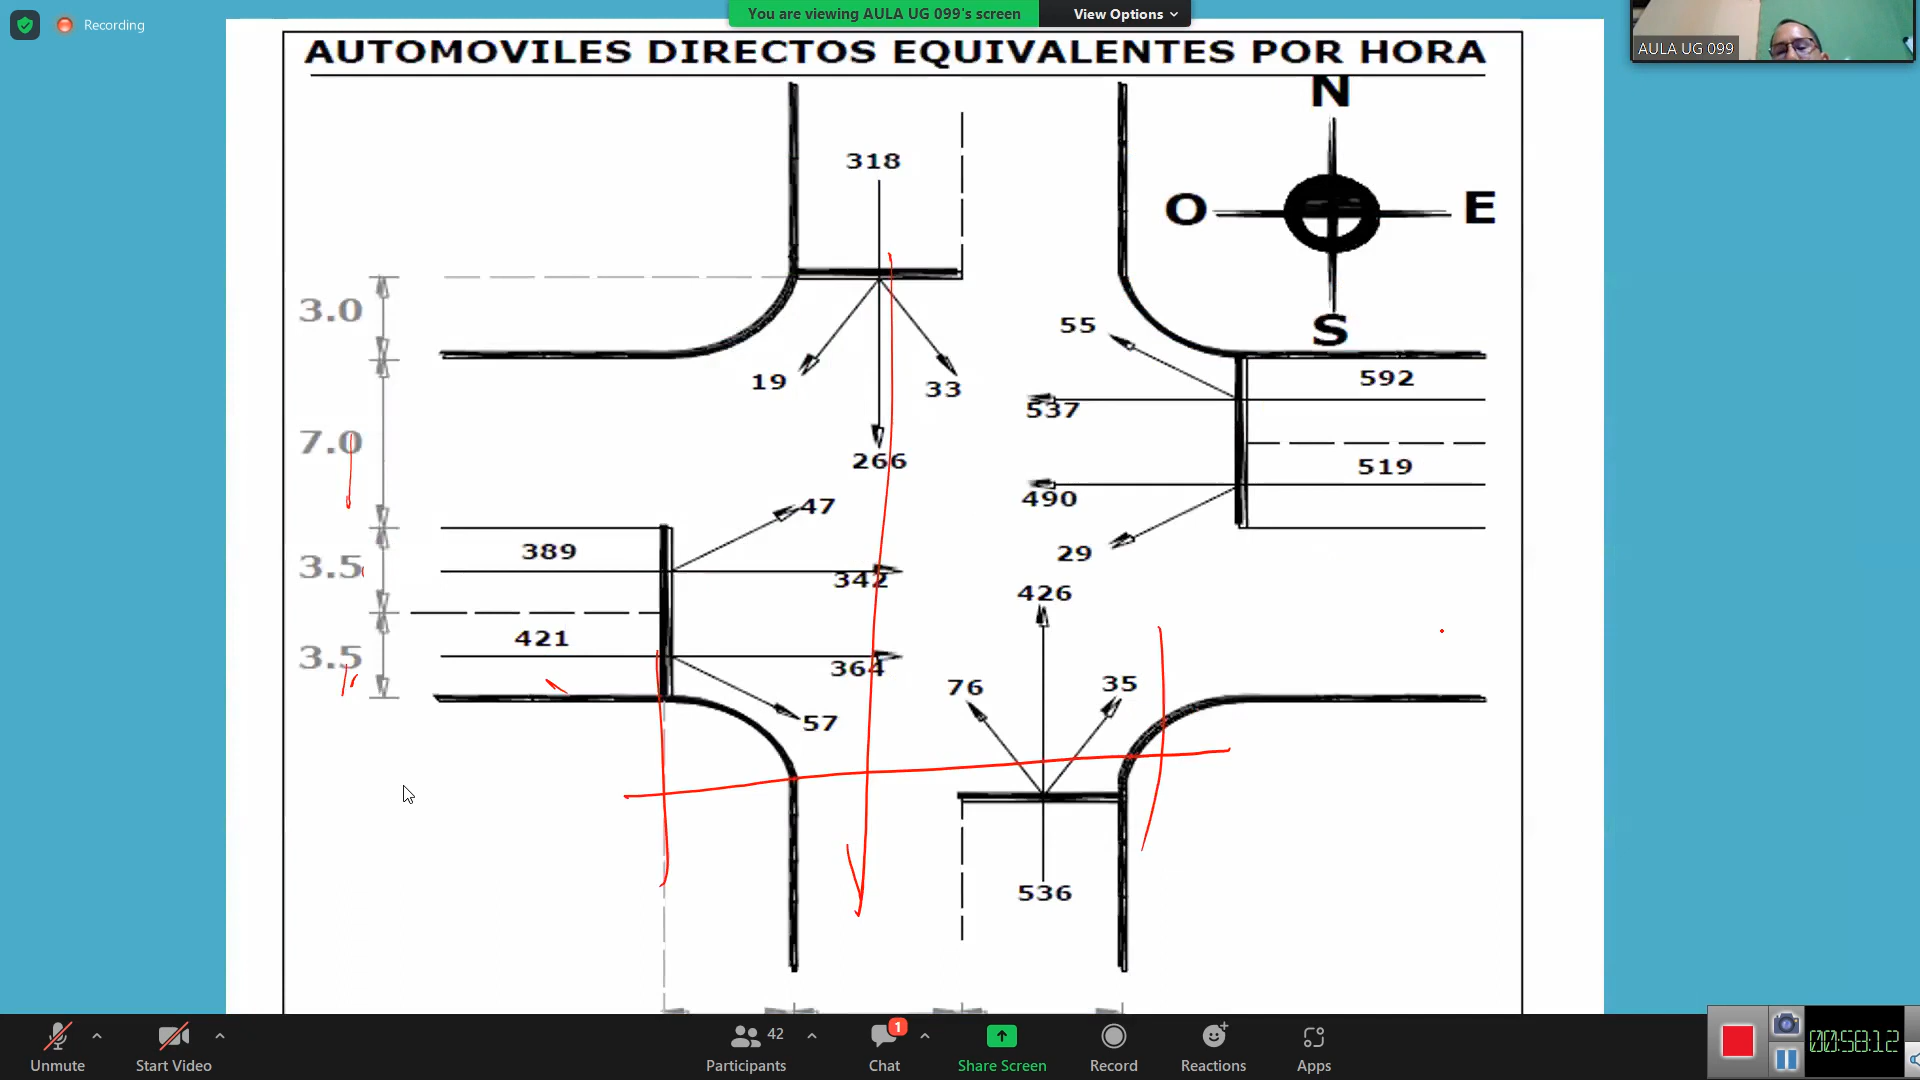 You are viewing AULA UG 099's screen
View Options
Recording
AULA UG 099
AUTOMOVILES DIRECTOS EQUIVALENTES POR HORA
N
O
E
S
318
3.0
19
33
55
592
537
7.0
266
519
490
47
389
29
3.5
342
426
421
3.5
364
76
35
57
536
Unmute
Start Video
42
Participants
1
Chat
Share Screen
Record
Reactions
Apps
00:58:12